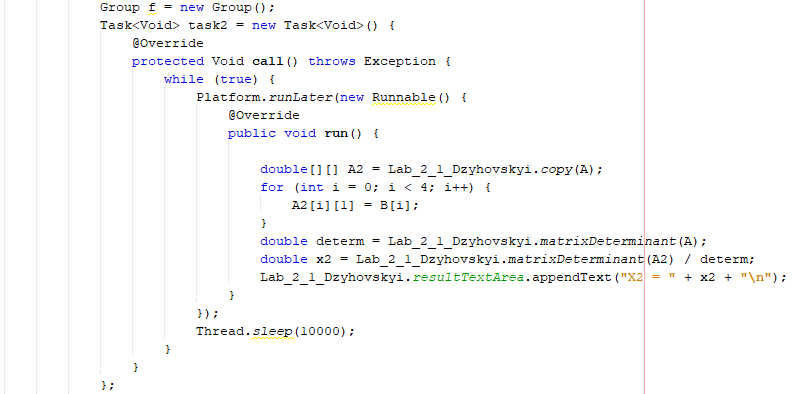 Group f = new Group();
Task<Void> task2 = new Task<Void>() {
@Override
protected Void call() throws Exception {
while (true) {
Platform.runLater(new Runnable() {
@Override
public void run() {
double[][] A2 = Lab_2_1_Dzyhovskyi.copy(A);
for (int i = 0; i < 4; i++) {
A2[i][1] = B[i];
}
double determ = Lab_2_1_Dzyhovskyi.matrixDeterminant(A);
double x2 = Lab_2_1_Dzyhovskyi.matrixDeterminant(A2) / determ;
Lab_2_1_Dzyhovskyi.resultTextArea.appendText("X2 = " + x2 + "\n");
}
});
Thread.sleep(10000);
}
}
};